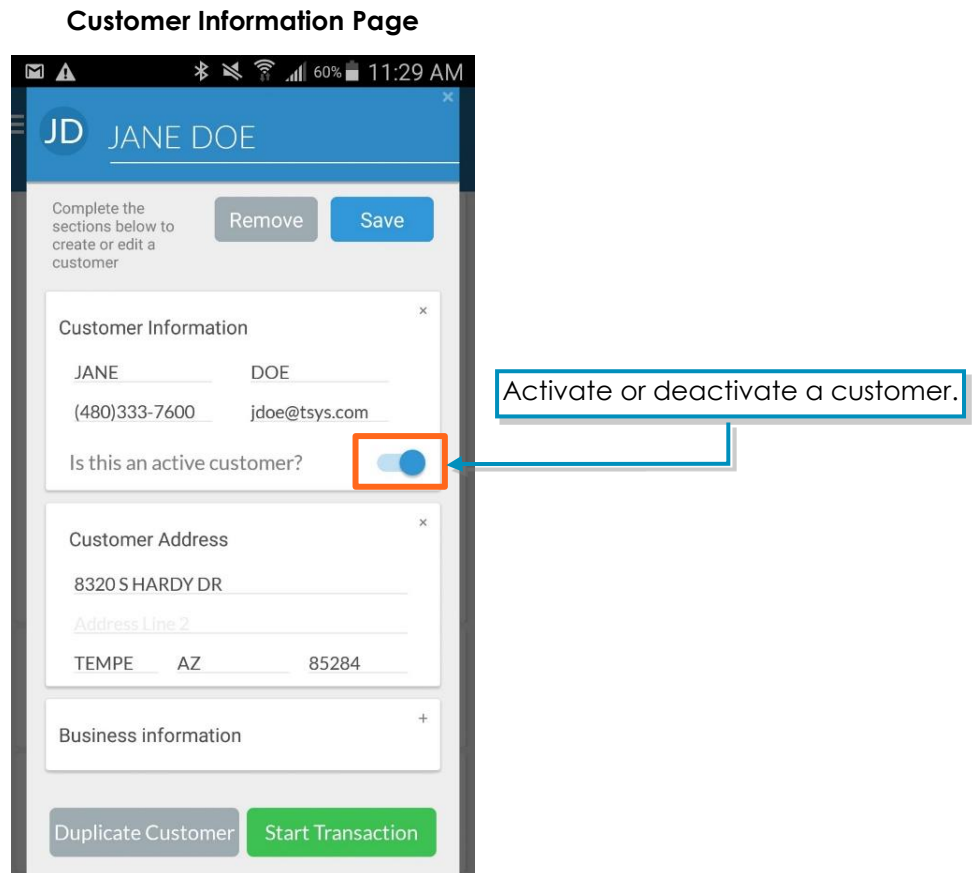 Customer Information Page
60% 11:29 AM
×
JD JANE DOE
Complete the
sections below to
create or edit a
customer
Remove Save
×
Customer Information
JANE DOE
(480)333-7600 jdoe@tsys.com
Is this an active customer?
Activate or deactivate a customer.
×
Customer Address
8320 S HARDY DR
Address Line 2
TEMPE AZ 85284
+
Business information
Duplicate Customer Start Transaction